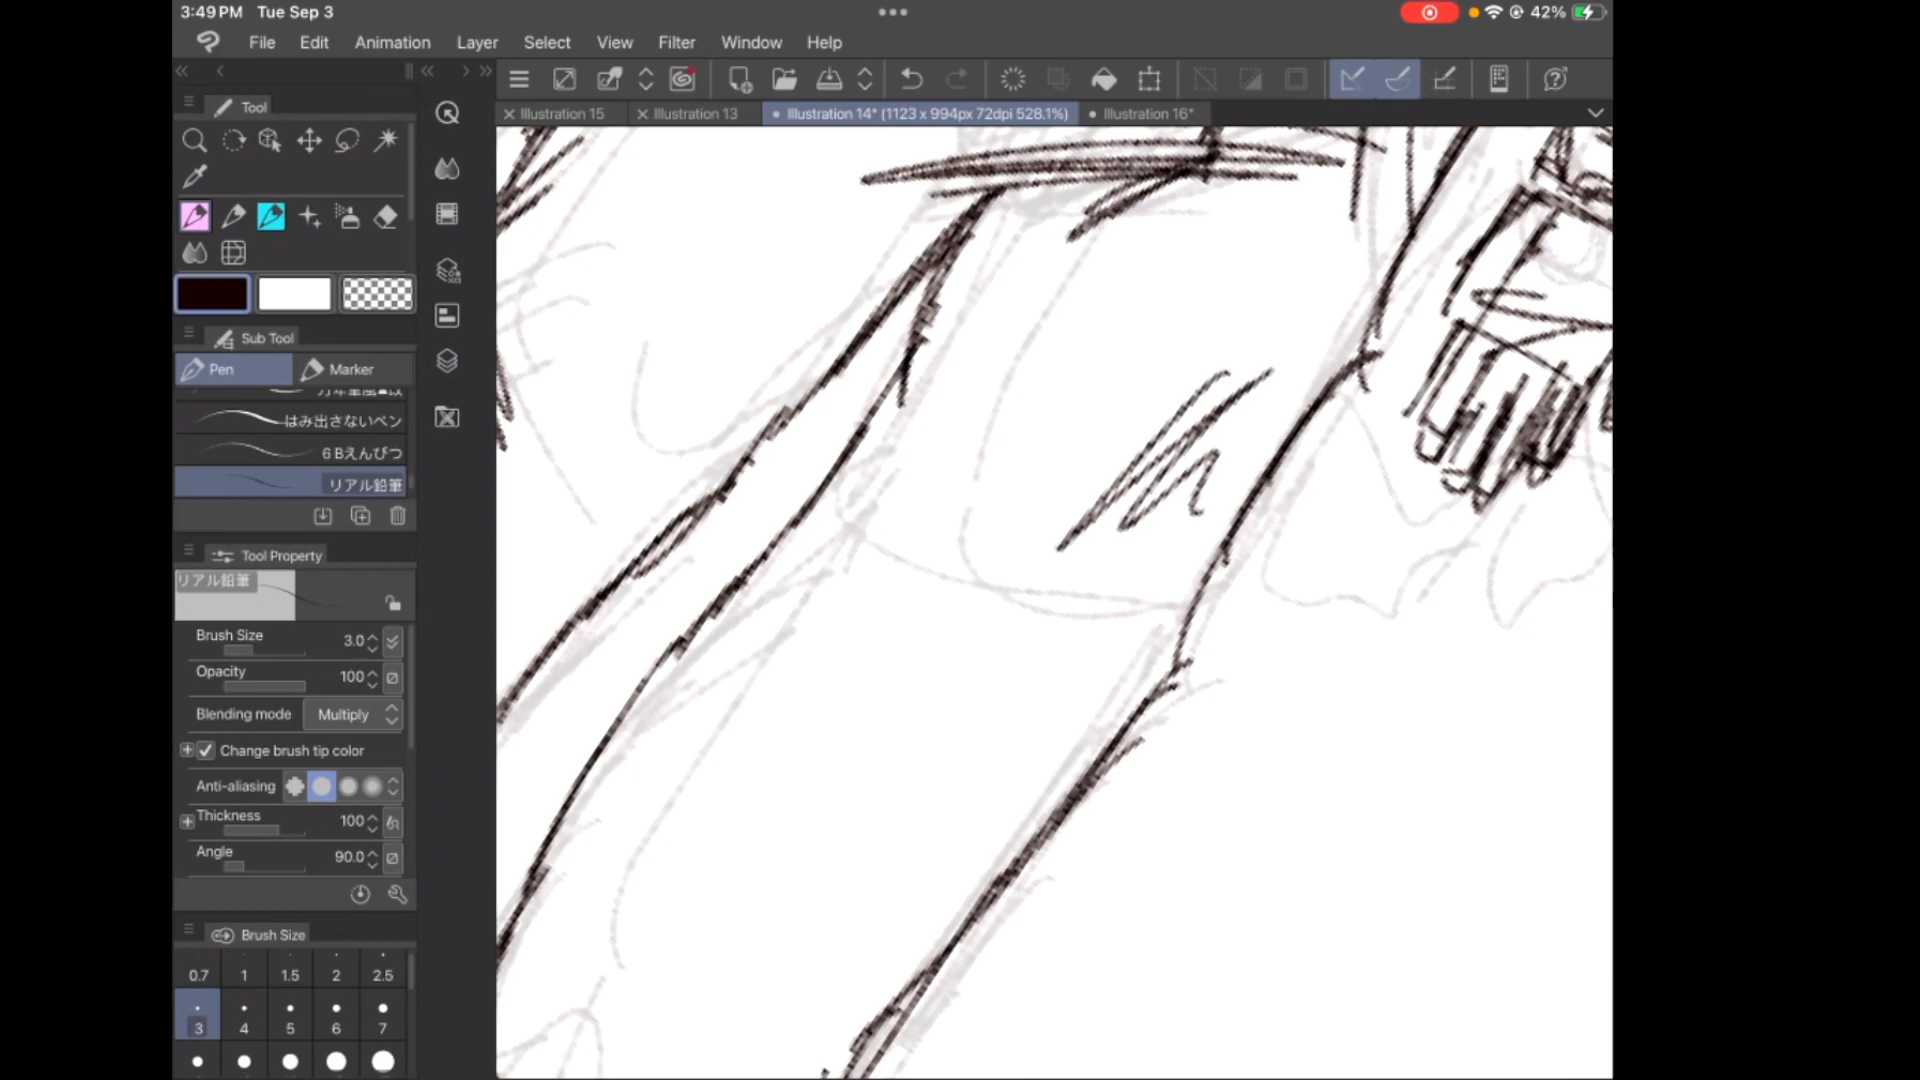 3:49 PM Tue Sep 3
42%
File Edit Animation Layer Select View Filter Window Help
Tool
Illustration 15
Illustration 13
Illustration 14* (1123 x 994px 72dpi 528.1%)
Illustration 16*
Sub Tool
Pen
Marker
はみ出さないペン
6Bえんぴつ
リアル鉛筆
Tool Property
リアル鉛筆
Brush Size 3.0
Opacity 100
Blending mode Multiply
Change brush tip color
Anti-aliasing
Thickness 100
Angle 90.0
Brush Size
0.7 1 1.5 2 2.5
3 4 5 6 7